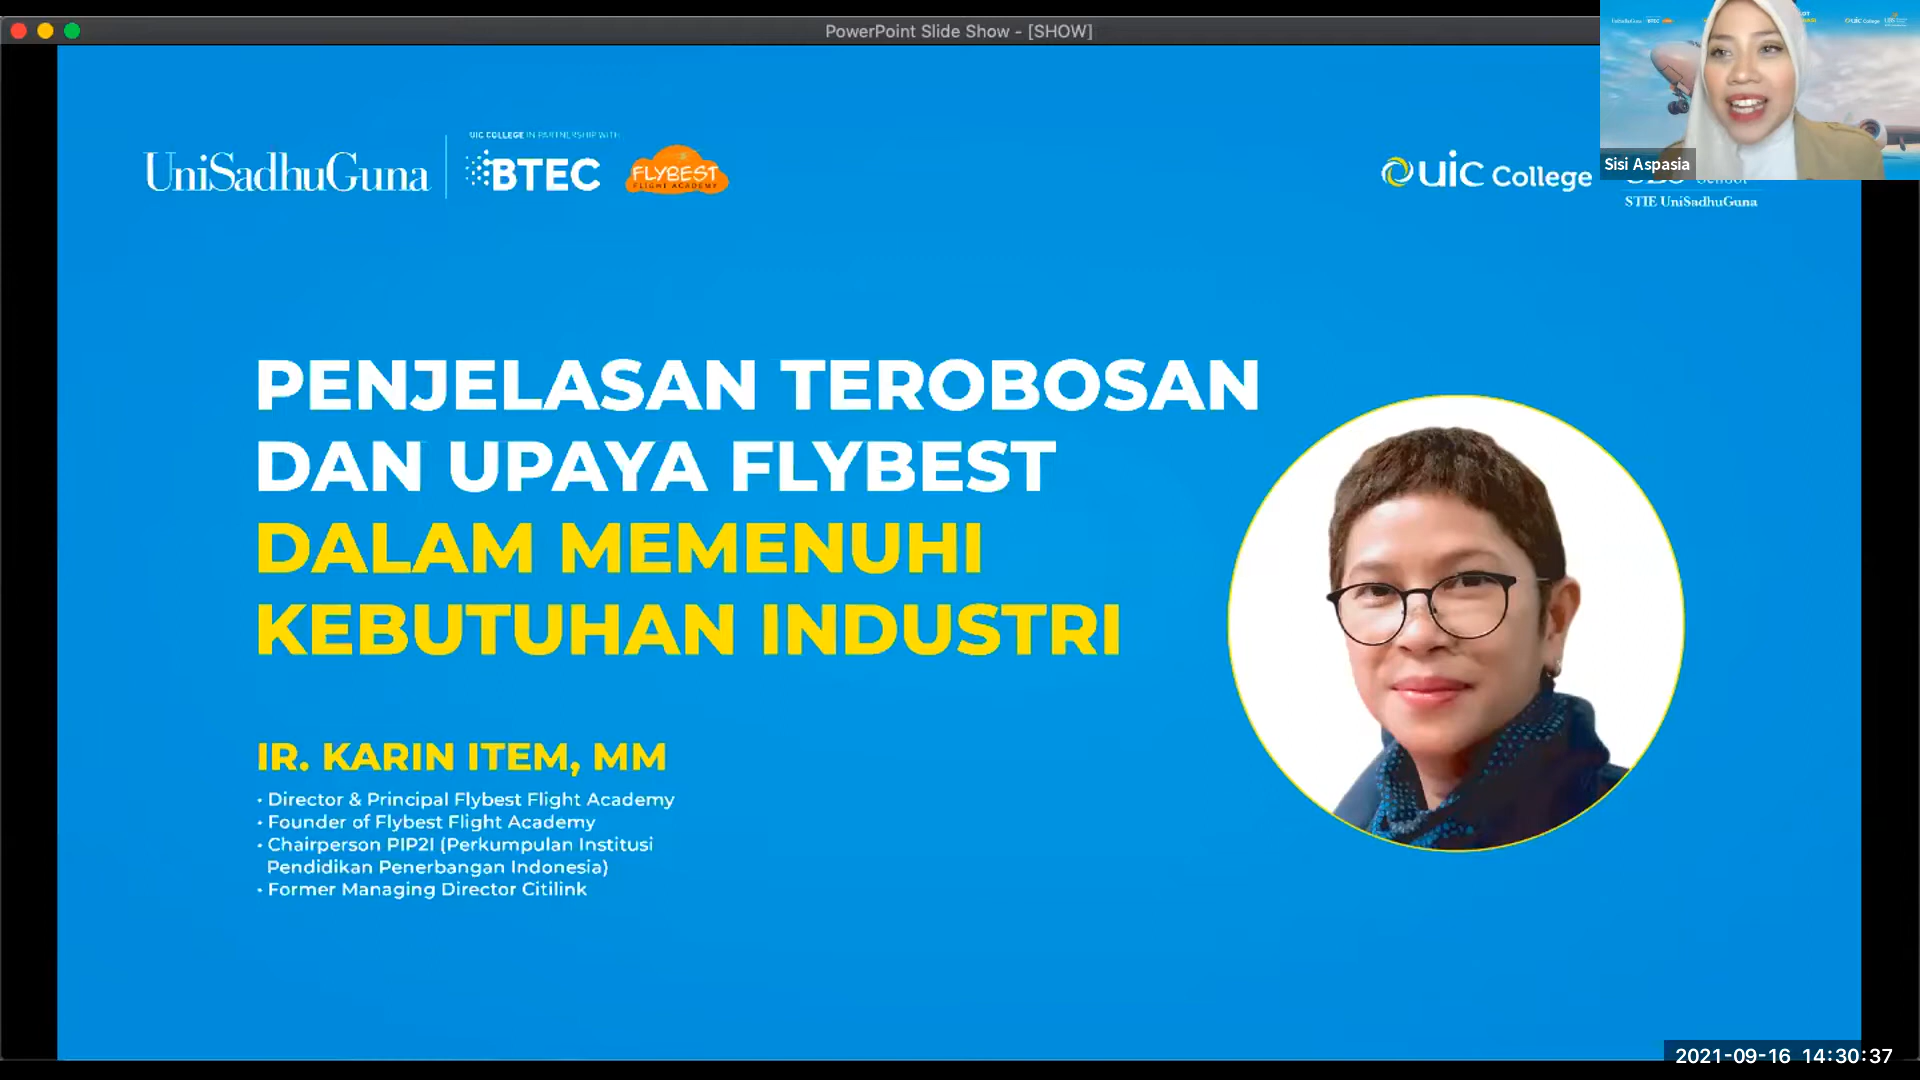 PowerPoint Slide Show - [SHOW]
Sisi Aspasia
UniSadhuGuna
UIC COLLEGE IN PARTNERSHIP WITH
BTEC
FLYBEST
FLIGHT ACADEMY
uic College
School
STIE UniSadhuGuna
PENJELASAN TEROBOSAN
DAN UPAYA FLYBEST
DALAM MEMENUHI
KEBUTUHAN INDUSTRI
IR. KARIN ITEM, MM
• Director & Principal Flybest Flight Academy
• Founder of Flybest Flight Academy
• Chairperson PIP2I (Perkumpulan Institusi
Pendidikan Penerbangan Indonesia)
• Former Managing Director Citilink
2021-09-16 14:30:37